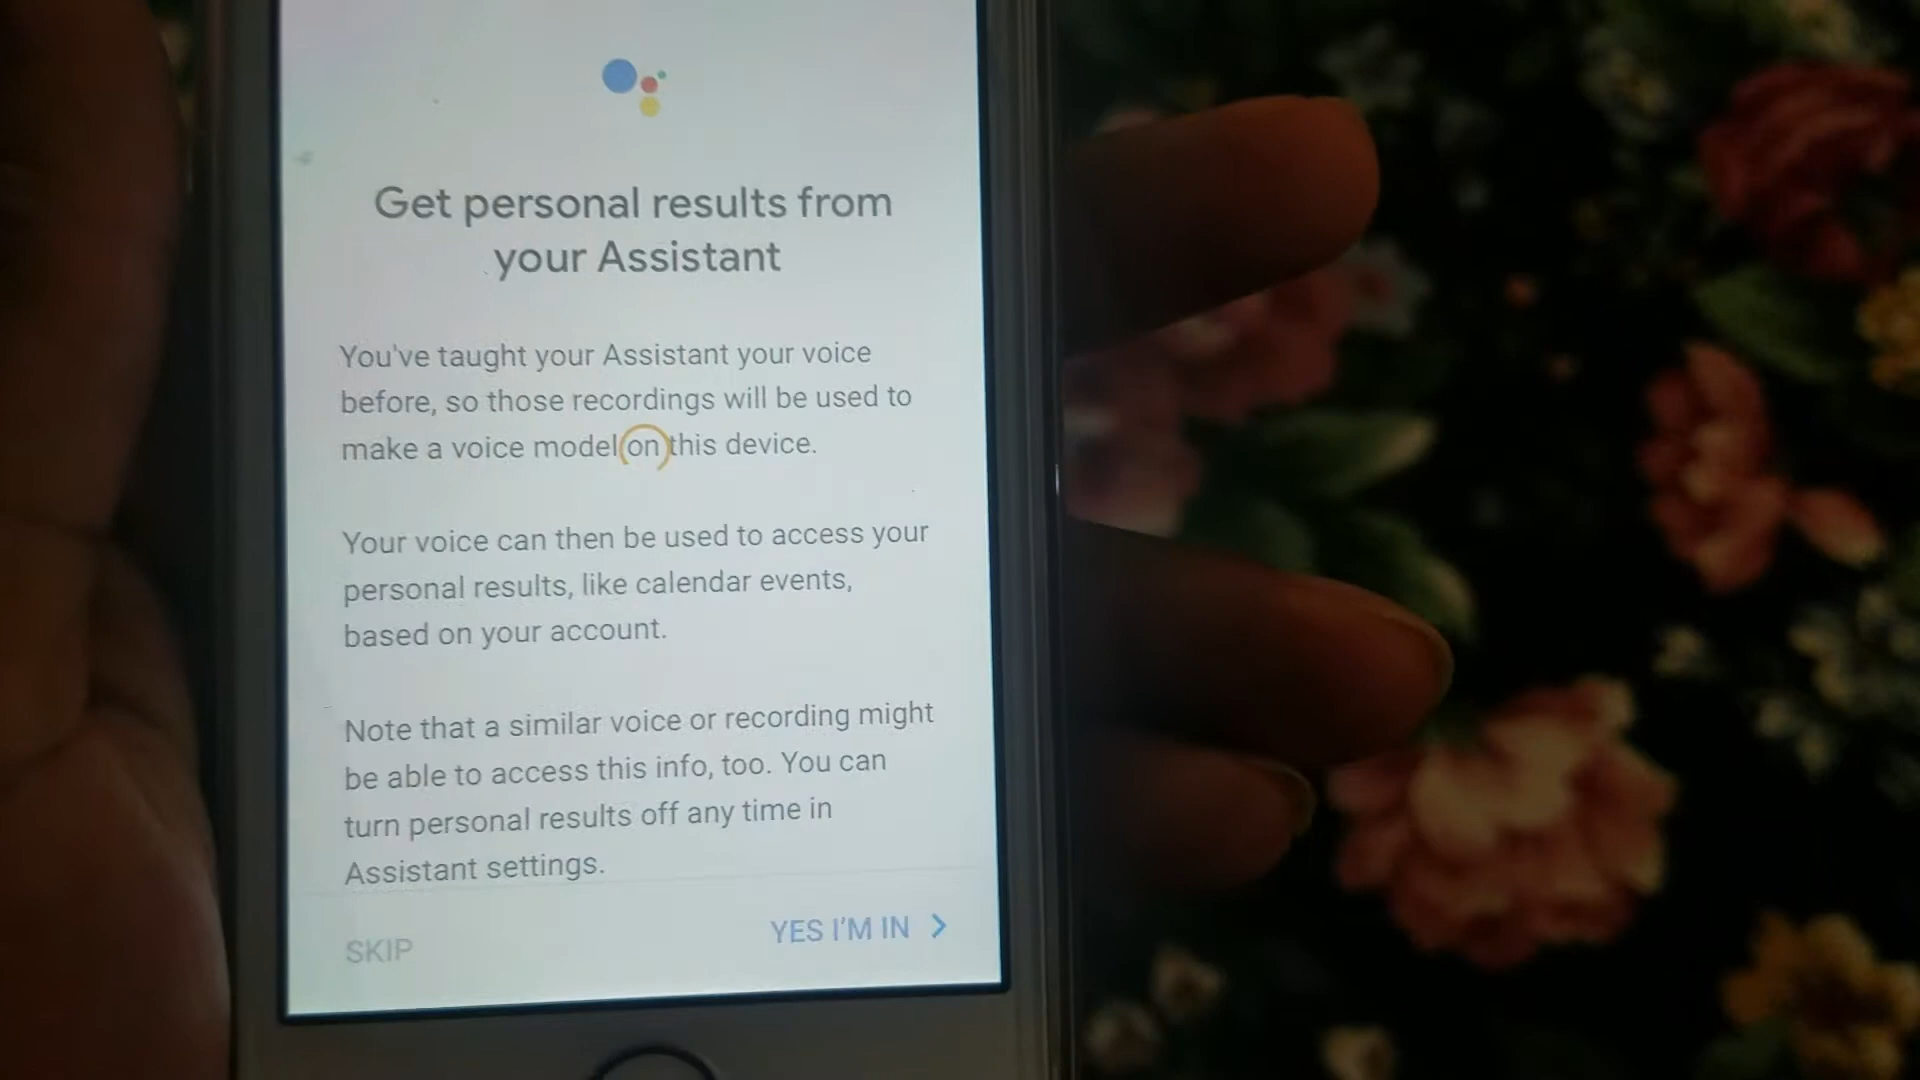 Get personal results from
your Assistant
You've taught your Assistant your voice
before, so those recordings will be used to
make a voice model on this device.
Your voice can then be used to access your
personal results, like calendar events,
based on your account.
Note that a similar voice or recording might
be able to access this info, too. You can
turn personal results off any time in
Assistant settings.
SKIP
YES I'M IN